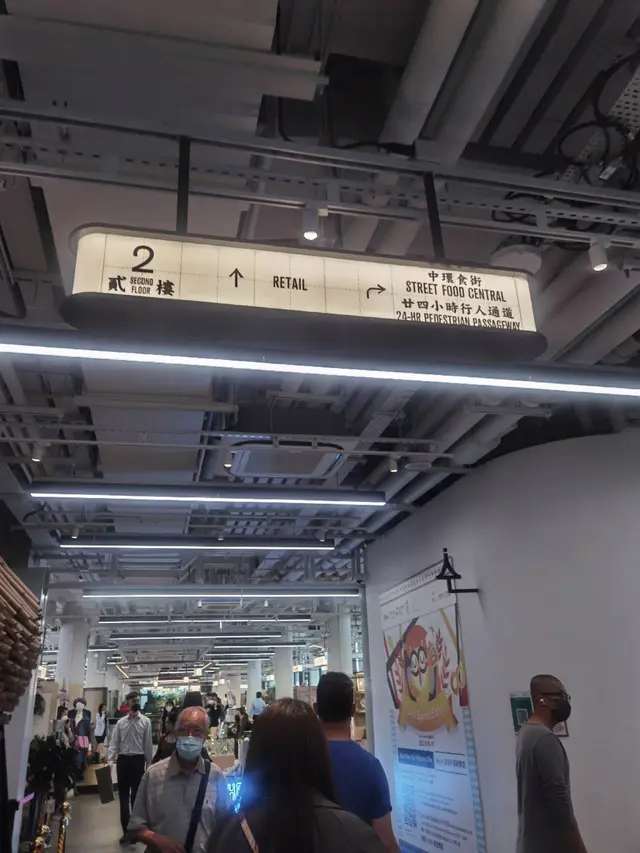 2
貳 SECOND FLOOR 樓
↑ RETAIL
中環食街
STREET FOOD CENTRAL
廿四小時行人通道
24-HR PEDESTRIAN PASSAGEWAY